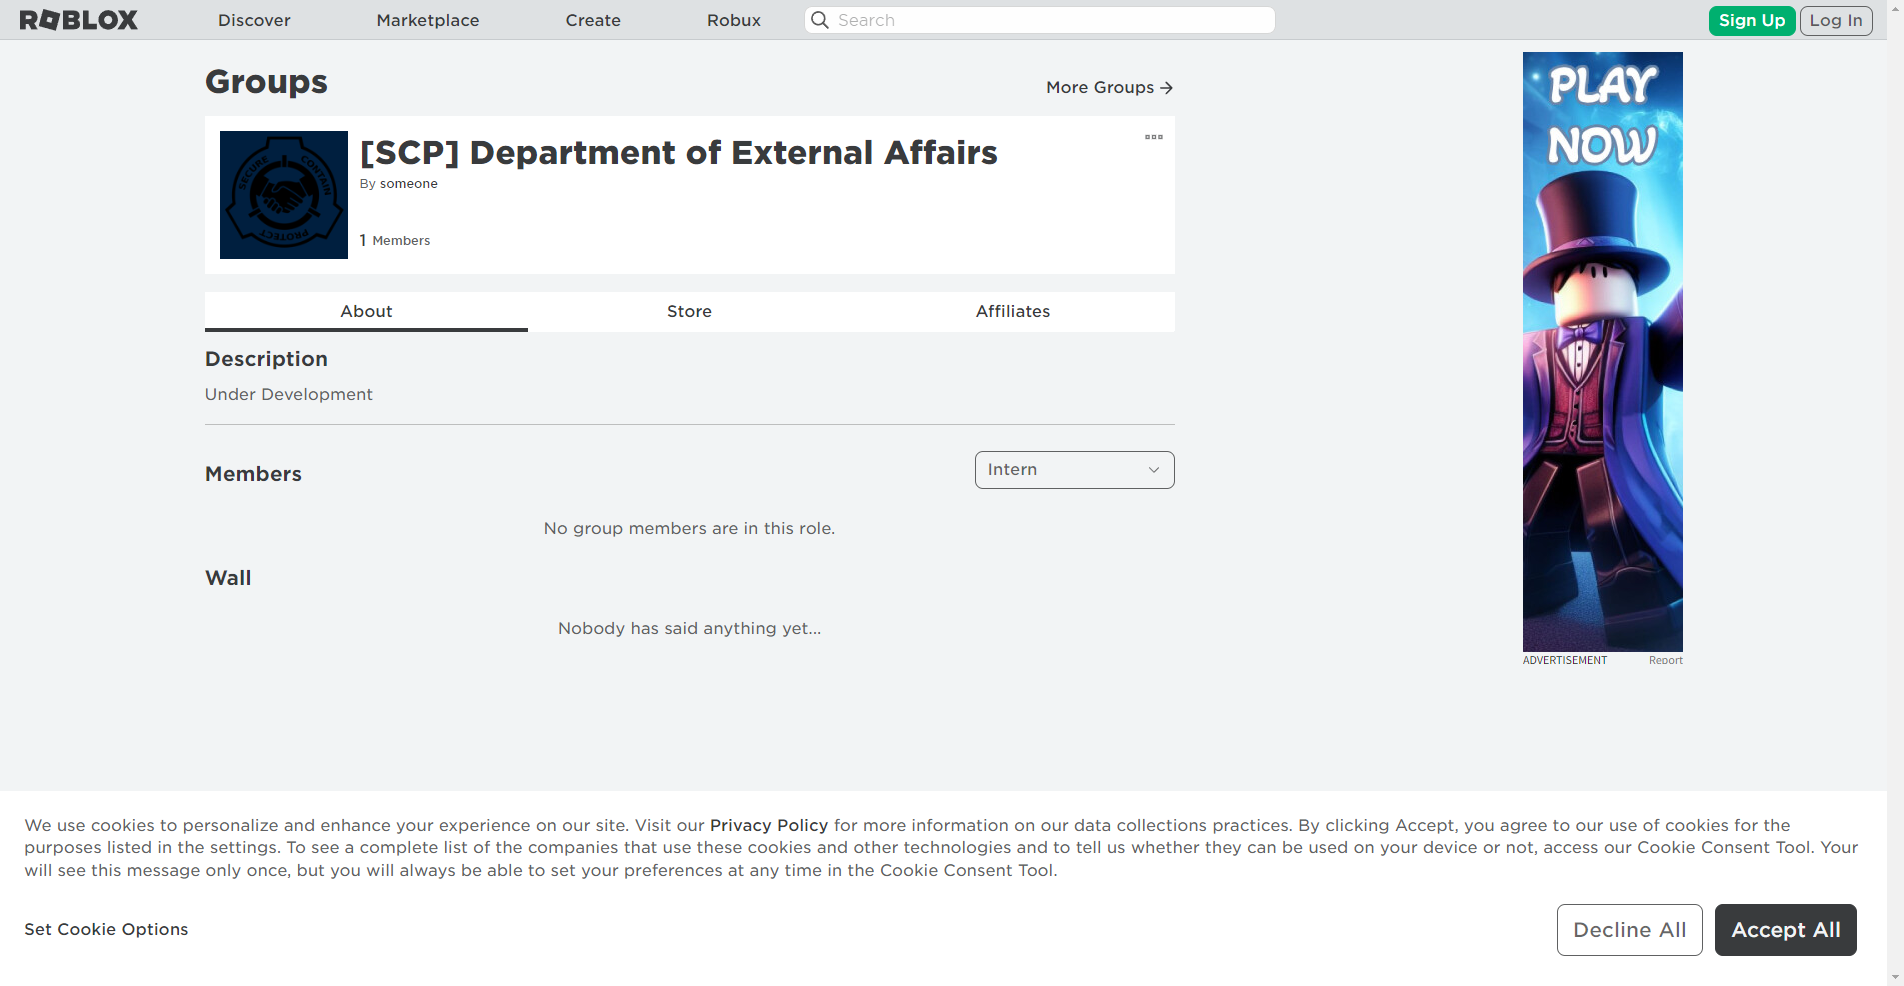 ROBLOX
Discover
Marketplace
Create
Robux
Search
Sign Up
Log In
Groups
More Groups
SECURE CONTAIN PROTECT
[SCP] Department of External Affairs
By someone
1 Members
About
Store
Affiliates
Description
Under Development
Members
Intern
No group members are in this role.
Wall
Nobody has said anything yet...
PLAY
NOW
ADVERTISEMENT
Report
We use cookies to personalize and enhance your experience on our site. Visit our Privacy Policy for more information on our data collections practices. By clicking Accept, you agree to our use of cookies for the
purposes listed in the settings. To see a complete list of the companies that use these cookies and other technologies and to tell us whether they can be used on your device or not, access our Cookie Consent Tool. Your
will see this message only once, but you will always be able to set your preferences at any time in the Cookie Consent Tool.
Set Cookie Options
Decline All
Accept All